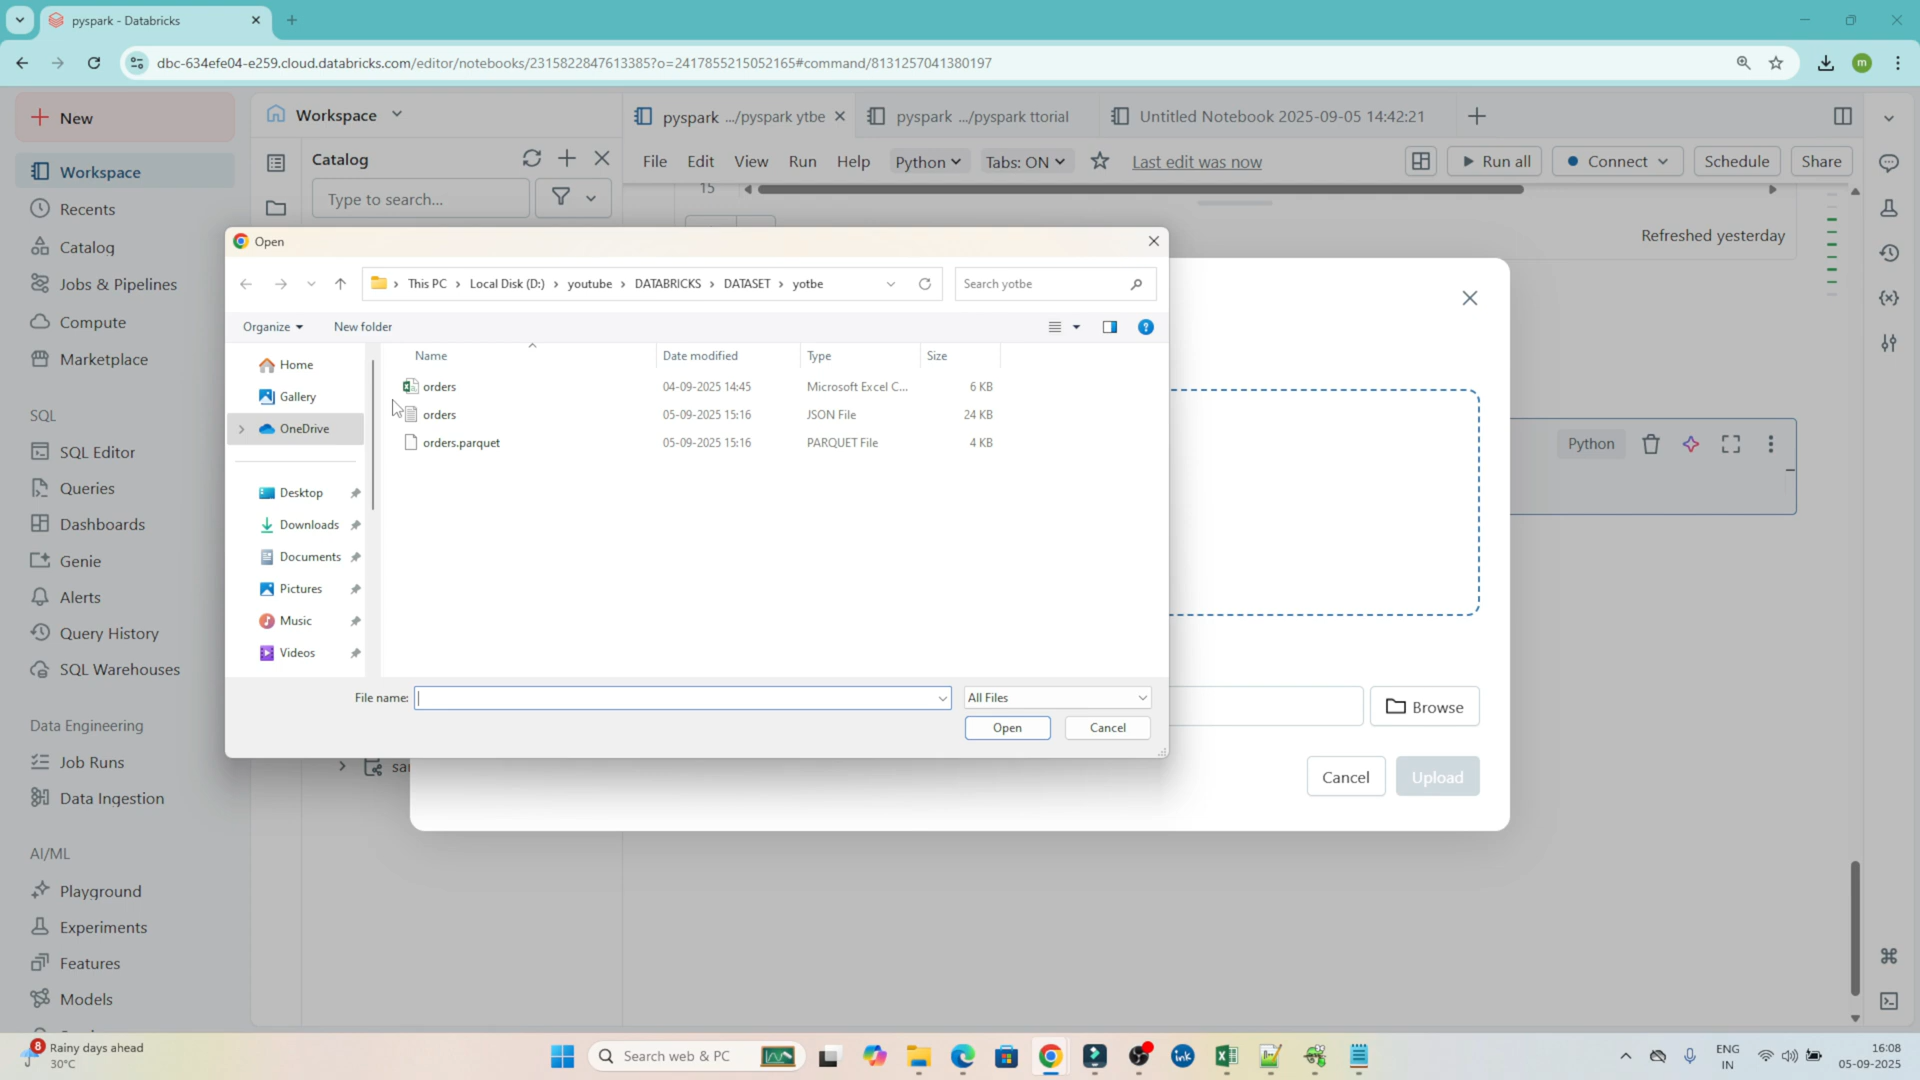 pyspark - Databricks
dbc-634efe04-e259.cloud.databricks.com/editor/notebooks/2315822847613385?o=2417855215052165#command/8131257041380197
m
New
Workspace
pyspark .../pyspark ytbe
pyspark .../pyspark ttorial
Untitled Notebook 2025-09-05 14:42:21
Catalog
File Edit View Run Help Python Tabs: ON Last edit was now
Run all
Connect
Schedule
Share
Type to search...
15
Refreshed yesterday
Workspace
Recents
Catalog
Jobs & Pipelines
Compute
Marketplace
SQL
SQL Editor
Queries
Dashboards
Genie
Alerts
Query History
SQL Warehouses
Data Engineering
Job Runs
Data Ingestion
AI/ML
Playground
Experiments
Features
Models
Open
This PC > Local Disk (D:) > youtube > DATABRICKS > DATASET > yotbe
Search yotbe
Organize
New folder
Home
Gallery
OneDrive
Desktop
Downloads
Documents
Pictures
Music
Videos
Name Date modified Type Size
orders 04-09-2025 14:45 Microsoft Excel C... 6 KB
orders 05-09-2025 15:16 JSON File 24 KB
orders.parquet 05-09-2025 15:16 PARQUET File 4 KB
File name:
All Files
Open
Cancel
Python
Browse
Cancel
Upload
sar
8
Rainy days ahead
30°C
Search web & PC
ink
ENG
IN
16:08
05-09-2025